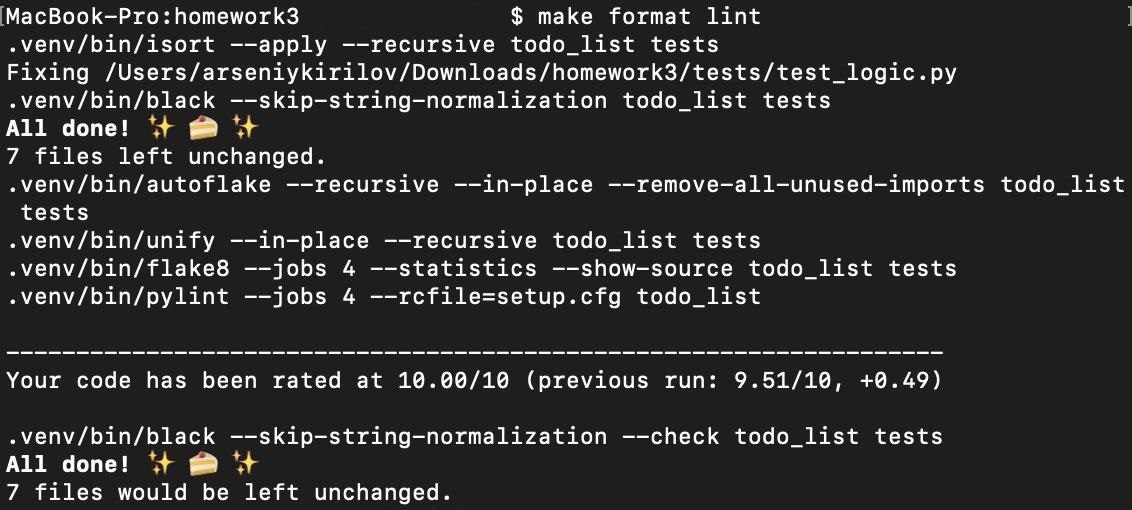 MacBook-Pro:homework3 $ make format lint
.venv/bin/isort --apply --recursive todo_list tests
Fixing /Users/arseniykirilov/Downloads/homework3/tests/test_logic.py
.venv/bin/black --skip-string-normalization todo_list tests
All done! ✨ 🍰 ✨
7 files left unchanged.
.venv/bin/autoflake --recursive --in-place --remove-all-unused-imports todo_list
tests
.venv/bin/unify --in-place --recursive todo_list tests
.venv/bin/flake8 --jobs 4 --statistics --show-source todo_list tests
.venv/bin/pylint --jobs 4 --rcfile=setup.cfg todo_list
-------------------------------------------------------------------
Your code has been rated at 10.00/10 (previous run: 9.51/10, +0.49)
.venv/bin/black --skip-string-normalization --check todo_list tests
All done! ✨ 🍰 ✨
7 files would be left unchanged.